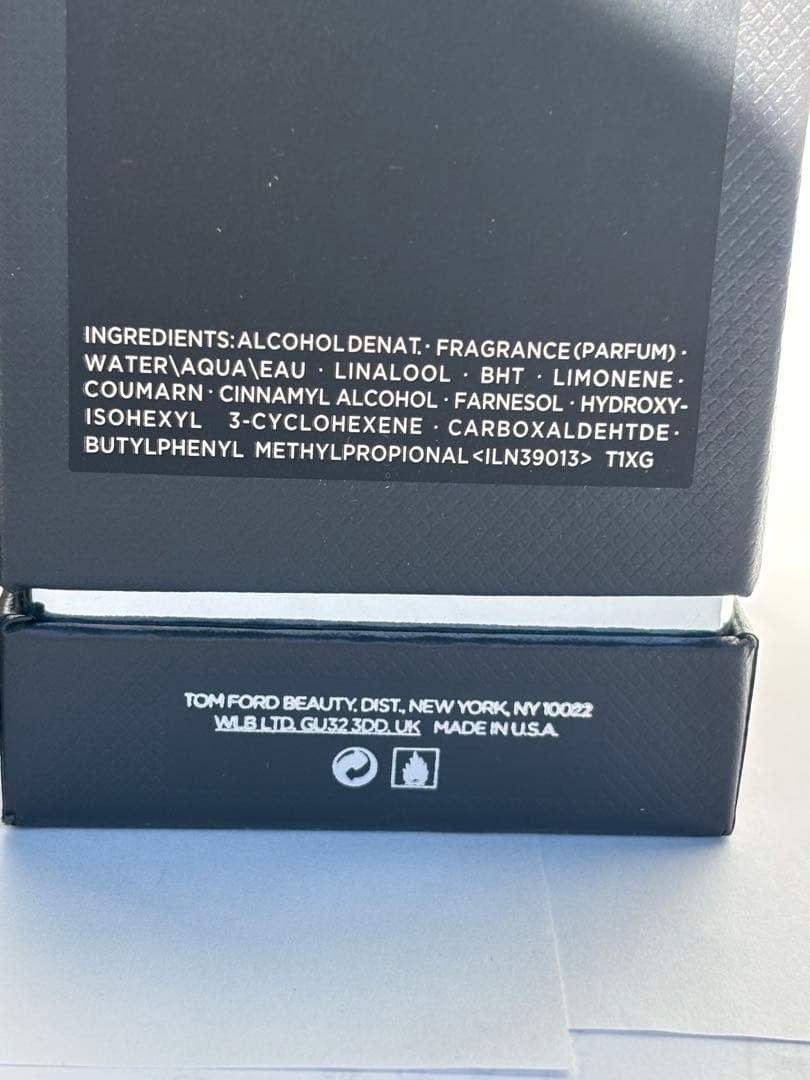 INGREDIENTS: ALCOHOL DENAT. · FRAGRANCE (PARFUM) ·
WATER\AQUA\EAU · LINALOOL · BHT · LIMONENE ·
COUMARN · CINNAMYL ALCOHOL · FARNESOL · HYDROXY-
ISOHEXYL 3-CYCLOHEXENE · CARBOXALDEHTDE ·
BUTYLPHENYL METHYLPROPIONAL <ILN39013> T1XG
TOM FORD BEAUTY, DIST., NEW YORK, NY 10022
WLB LTD. GU32 3DD. UK MADE IN U.S.A.